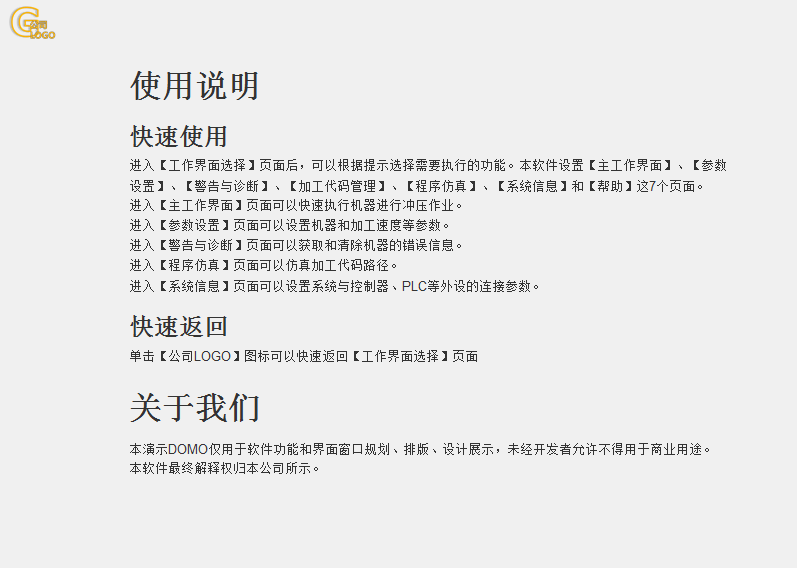 公司
LOGO
使用说明
快速使用
进入【工作界面选择】页面后，可以根据提示选择需要执行的功能。本软件设置【主工作界面】、【参数
设置】、【警告与诊断】、【加工代码管理】、【程序仿真】、【系统信息】和【帮助】这7个页面。
进入【主工作界面】页面可以快速执行机器进行冲压作业。
进入【参数设置】页面可以设置机器和加工速度等参数。
进入【警告与诊断】页面可以获取和清除机器的错误信息。
进入【程序仿真】页面可以仿真加工代码路径。
进入【系统信息】页面可以设置系统与控制器、PLC等外设的连接参数。
快速返回
单击【公司LOGO】图标可以快速返回【工作界面选择】页面
关于我们
本演示DOMO仅用于软件功能和界面窗口规划、排版、设计展示，未经开发者允许不得用于商业用途。
本软件最终解释权归本公司所示。